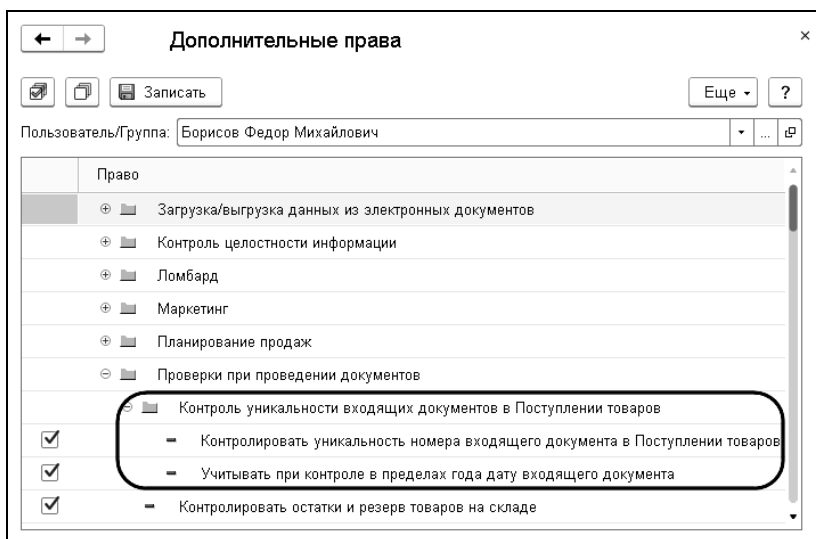 Дополнительные права
Записать
Еще
?
Пользователь/Группа: Борисов Федор Михайлович
...
Право
Загрузка/выгрузка данных из электронных документов
Контроль целостности информации
Ломбард
Маркетинг
Планирование продаж
Проверки при проведении документов
Контроль уникальности входящих документов в Поступлении товаров
Контролировать уникальность номера входящего документа в Поступлении товаров
Учитывать при контроле в пределах года дату входящего документа
Контролировать остатки и резерв товаров на складе